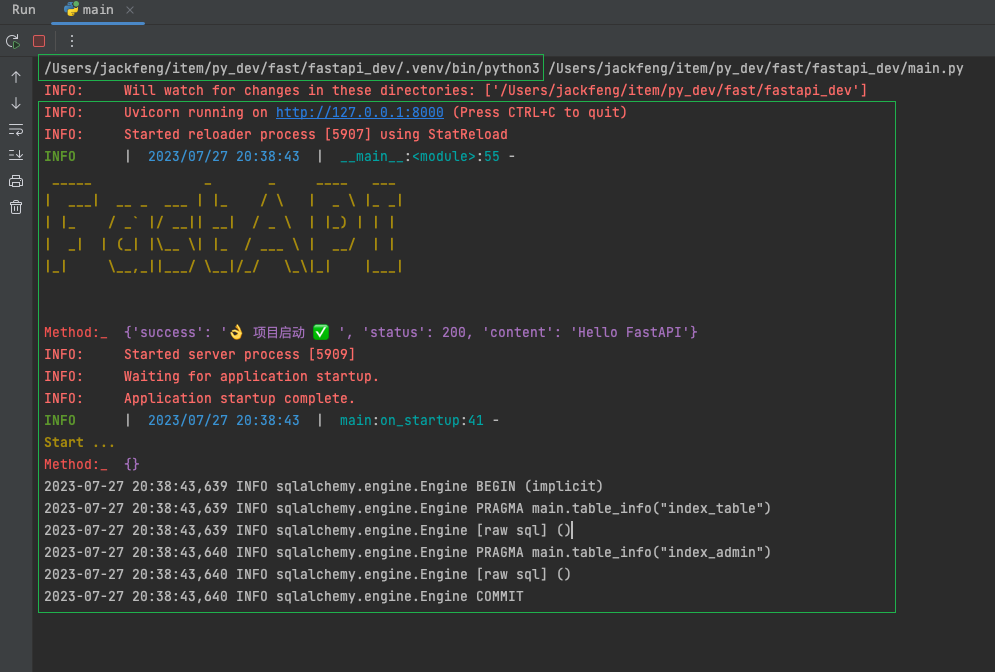 Run main
/Users/jackfeng/item/py_dev/fast/fastapi_dev/.venv/bin/python3 /Users/jackfeng/item/py_dev/fast/fastapi_dev/main.py
INFO:     Will watch for changes in these directories: ['/Users/jackfeng/item/py_dev/fast/fastapi_dev']
INFO:     Uvicorn running on http://127.0.0.1:8000 (Press CTRL+C to quit)
INFO:     Started reloader process [5907] using StatReload
INFO      |  2023/07/27 20:38:43  |  __main__:<module>:55 -
 _____              _       _     ____   ___
|  ___|  __ _  ___ | |_    / \   |  _ \ |_ _|
| |_    / _` |/ __|| __|  / _ \  | |_) | | |
|  _|  | (_| |\__ \| |_  / ___ \ |  __/  | |
|_|     \__,_||___/ \__|/_/   \_\|_|    |___|
Method:_  {'success': '👌 项目启动 ✅ ', 'status': 200, 'content': 'Hello FastAPI'}
INFO:     Started server process [5909]
INFO:     Waiting for application startup.
INFO:     Application startup complete.
INFO      |  2023/07/27 20:38:43  |  main:on_startup:41 -
Start ...
Method:_  {}
2023-07-27 20:38:43,639 INFO sqlalchemy.engine.Engine BEGIN (implicit)
2023-07-27 20:38:43,639 INFO sqlalchemy.engine.Engine PRAGMA main.table_info("index_table")
2023-07-27 20:38:43,639 INFO sqlalchemy.engine.Engine [raw sql] ()
2023-07-27 20:38:43,640 INFO sqlalchemy.engine.Engine PRAGMA main.table_info("index_admin")
2023-07-27 20:38:43,640 INFO sqlalchemy.engine.Engine [raw sql] ()
2023-07-27 20:38:43,640 INFO sqlalchemy.engine.Engine COMMIT